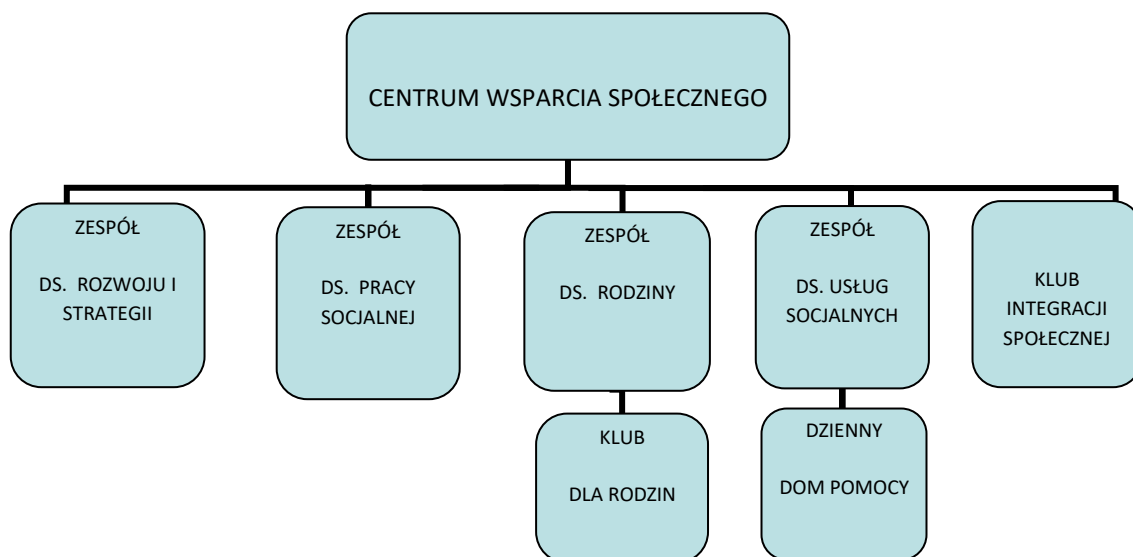 CENTRUM WSPARCIA SPOŁECZNEGO
ZESPÓŁ
DS. ROZWOJU I
STRATEGII
ZESPÓŁ
DS. PRACY
SOCJALNEJ
ZESPÓŁ
DS. RODZINY
ZESPÓŁ
DS. USŁUG
SOCJALNYCH
KLUB
INTEGRACJI
SPOŁECZNEJ
KLUB
DLA RODZIN
DZIENNY
DOM POMOCY